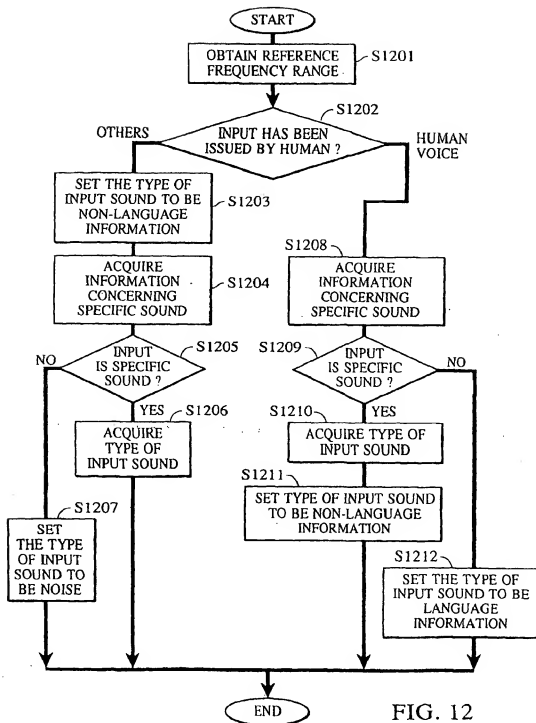 START
OBTAIN REFERENCE
FREQUENCY RANGE
S1201
S1202
INPUT HAS BEEN
ISSUED BY HUMAN ?
OTHERS
HUMAN
VOICE
SET THE TYPE OF
INPUT SOUND TO BE
NON-LANGUAGE
INFORMATION
S1203
ACQUIRE
INFORMATION
CONCERNING
SPECIFIC SOUND
S1204
S1205
INPUT
IS SPECIFIC
SOUND ?
NO
YES
S1206
ACQUIRE
TYPE OF
INPUT SOUND
S1207
SET
THE TYPE
OF INPUT
SOUND TO
BE NOISE
S1208
ACQUIRE
INFORMATION
CONCERNING
SPECIFIC SOUND
S1209
INPUT
IS SPECIFIC
SOUND ?
NO
YES
S1210
ACQUIRE TYPE OF
INPUT SOUND
S1211
SET TYPE OF INPUT SOUND
TO BE NON-LANGUAGE
INFORMATION
S1212
SET THE TYPE OF
INPUT SOUND TO BE
LANGUAGE
INFORMATION
END
FIG. 12